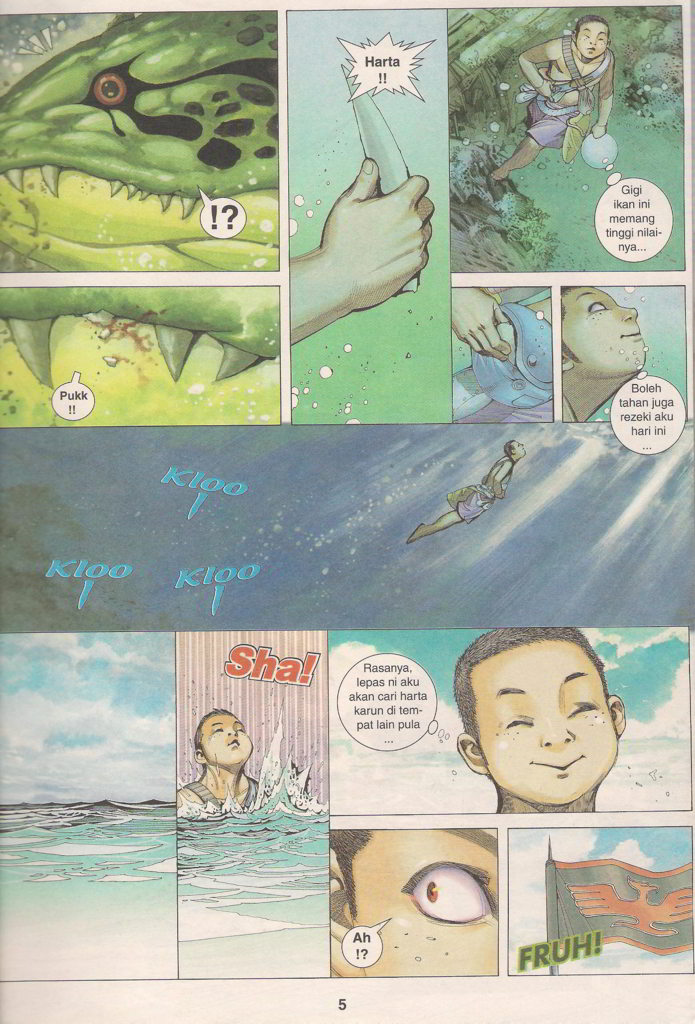 !?
Harta
!!
Gigi
ikan ini
memang
tinggi nilai-
nya...
Pukk
!!
Boleh
tahan juga
rezeki aku
hari ini
...
KLOO
KLOO
KLOO
Sha!
Rasanya,
lepas ni aku
akan cari harta
karun di tem-
pat lain pula
...
Ah
!?
FRUH!
5